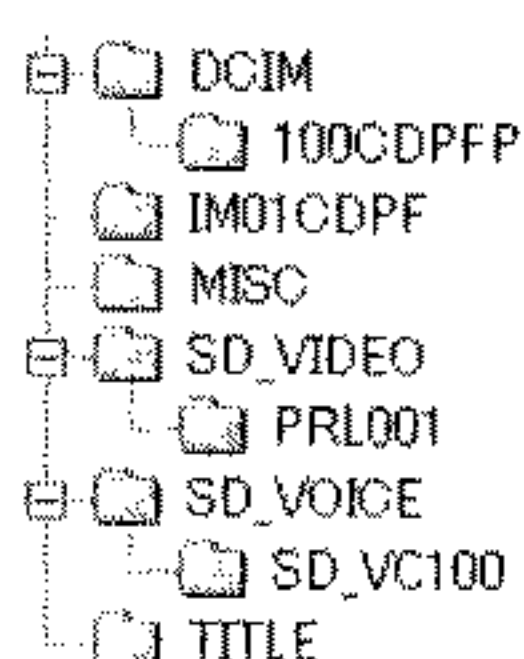 DCIM
100CDPFP
IM01CDPF
MISC
SD_VIDEO
PRL001
SD_VOICE
SD_VC100
TITLE